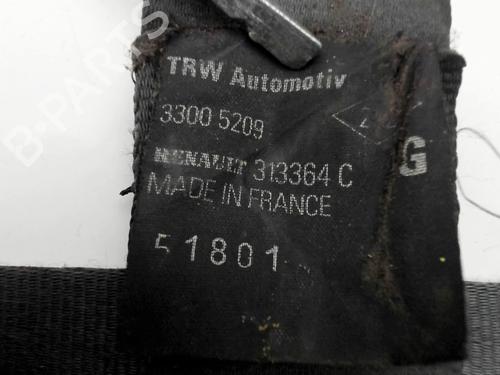 TRW Automotiv
3300 5209
RENAULT 313364 C
G
MADE IN FRANCE
51801
B-PARTS